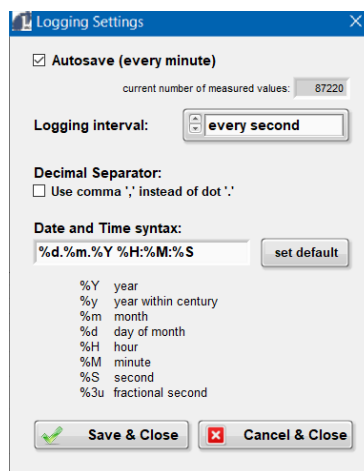 Logging Settings
Autosave (every minute)
current number of measured values: 87220
Logging interval: every second
Decimal Separator:
Use comma ',' instead of dot '.'
Date and Time syntax:
%d.%m.%Y %H:%M:%S set default
%Y year
%y year within century
%m month
%d day of month
%H hour
%M minute
%S second
%3u fractional second
Save & Close Cancel & Close